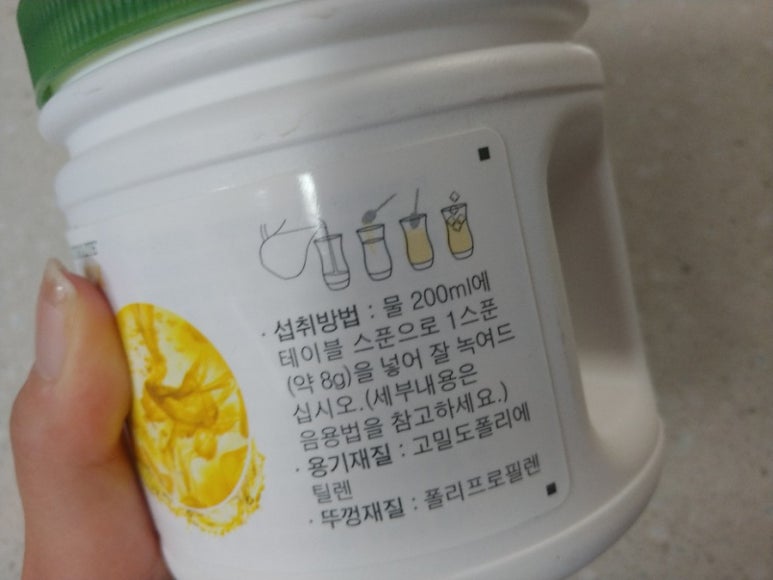 · 섭취방법 : 물 200ml에
테이블 스푼으로 1스푼
(약 8g)을 넣어 잘 녹여드
십시오.(세부내용은
음용법을 참고하세요.)
· 용기재질 : 고밀도폴리에
틸렌
· 뚜껑재질 : 폴리프로필렌